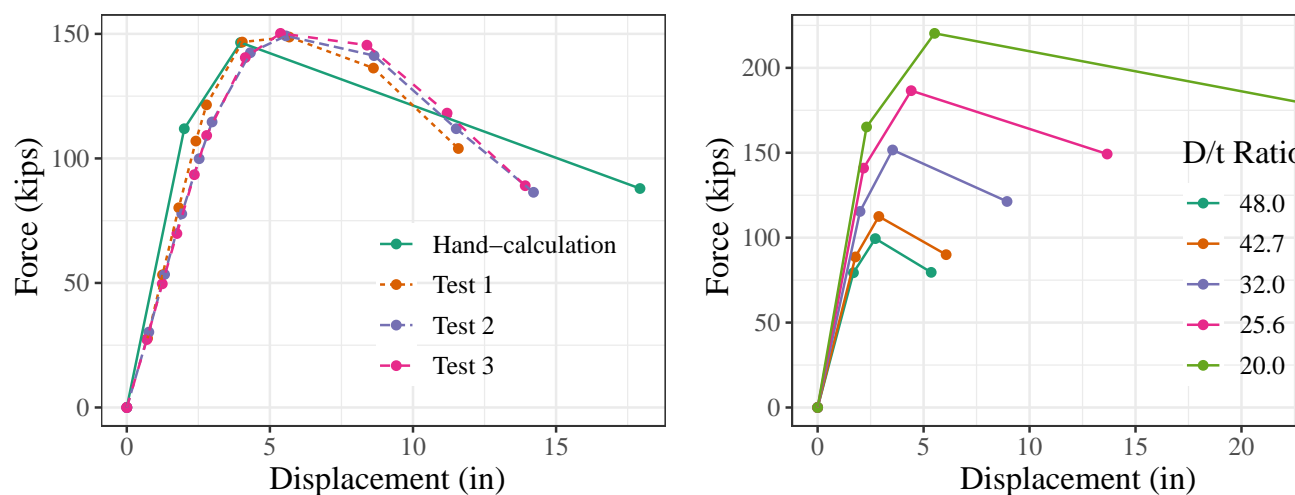 150
100
50
0
Force (kips)
0
5
10
15
Displacement (in)
Hand−calculation
Test 1
Test 2
Test 3
200
150
100
50
0
Force (kips)
0
5
10
15
20
Displacement (in)
D/t Ratio
48.0
42.7
32.0
25.6
20.0